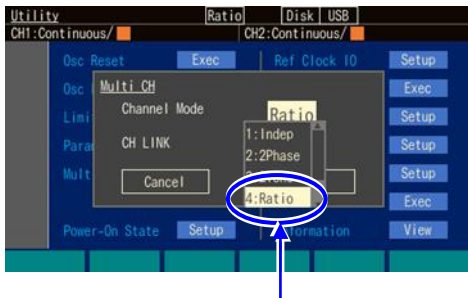 Utility Ratio Disk USB
CH1:Continuous/ CH2:Continuous/
Osc Reset Exec Ref Clock IO Setup
Osc Exec
Multi CH
Channel Mode Ratio
Limi Setup
1:Indep
Para CH LINK Setup
2:2Phase
Mult Cancel Setup
4:Ratio
Exec
Power-On State Setup Information View